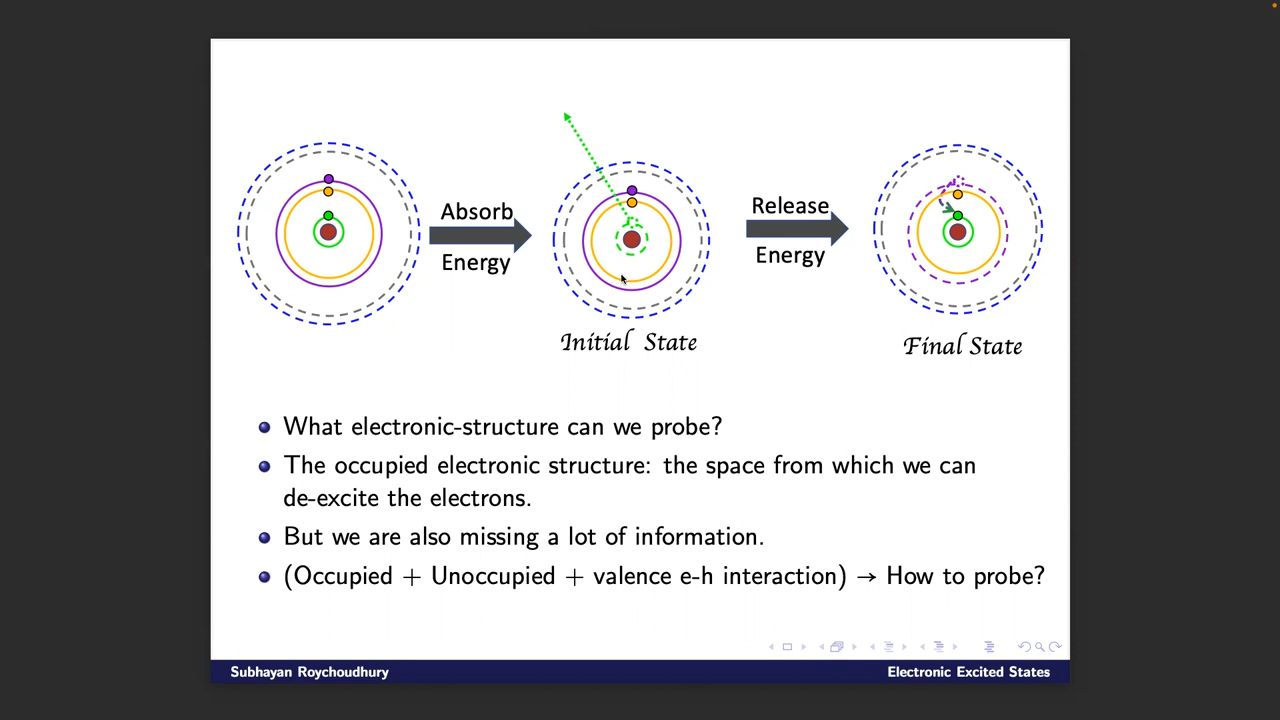 Absorb
Energy
Release
Energy
Initial State
Final State
What electronic-structure can we probe?
The occupied electronic structure: the space from which we can
de-excite the electrons.
But we are also missing a lot of information.
(Occupied + Unoccupied + valence e-h interaction) → How to probe?
Subhayan Roychoudhury
Electronic Excited States